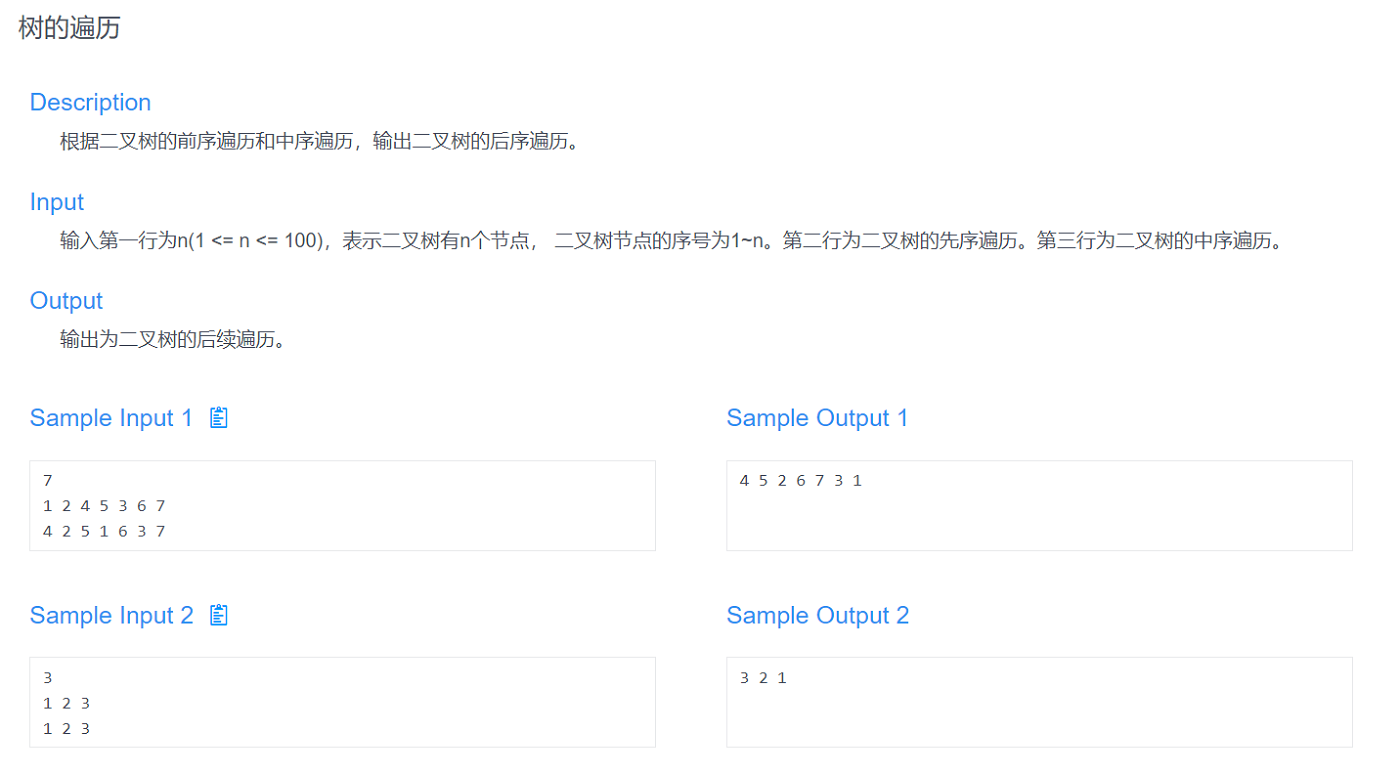 树的遍历
Description
根据二叉树的前序遍历和中序遍历，输出二叉树的后序遍历。
Input
输入第一行为n(1 <= n <= 100)，表示二叉树有n个节点， 二叉树节点的序号为1~n。第二行为二叉树的先序遍历。第三行为二叉树的中序遍历。
Output
输出为二叉树的后续遍历。
Sample Input 1
7
1 2 4 5 3 6 7
4 2 5 1 6 3 7
Sample Output 1
4 5 2 6 7 3 1
Sample Input 2
3
1 2 3
1 2 3
Sample Output 2
3 2 1